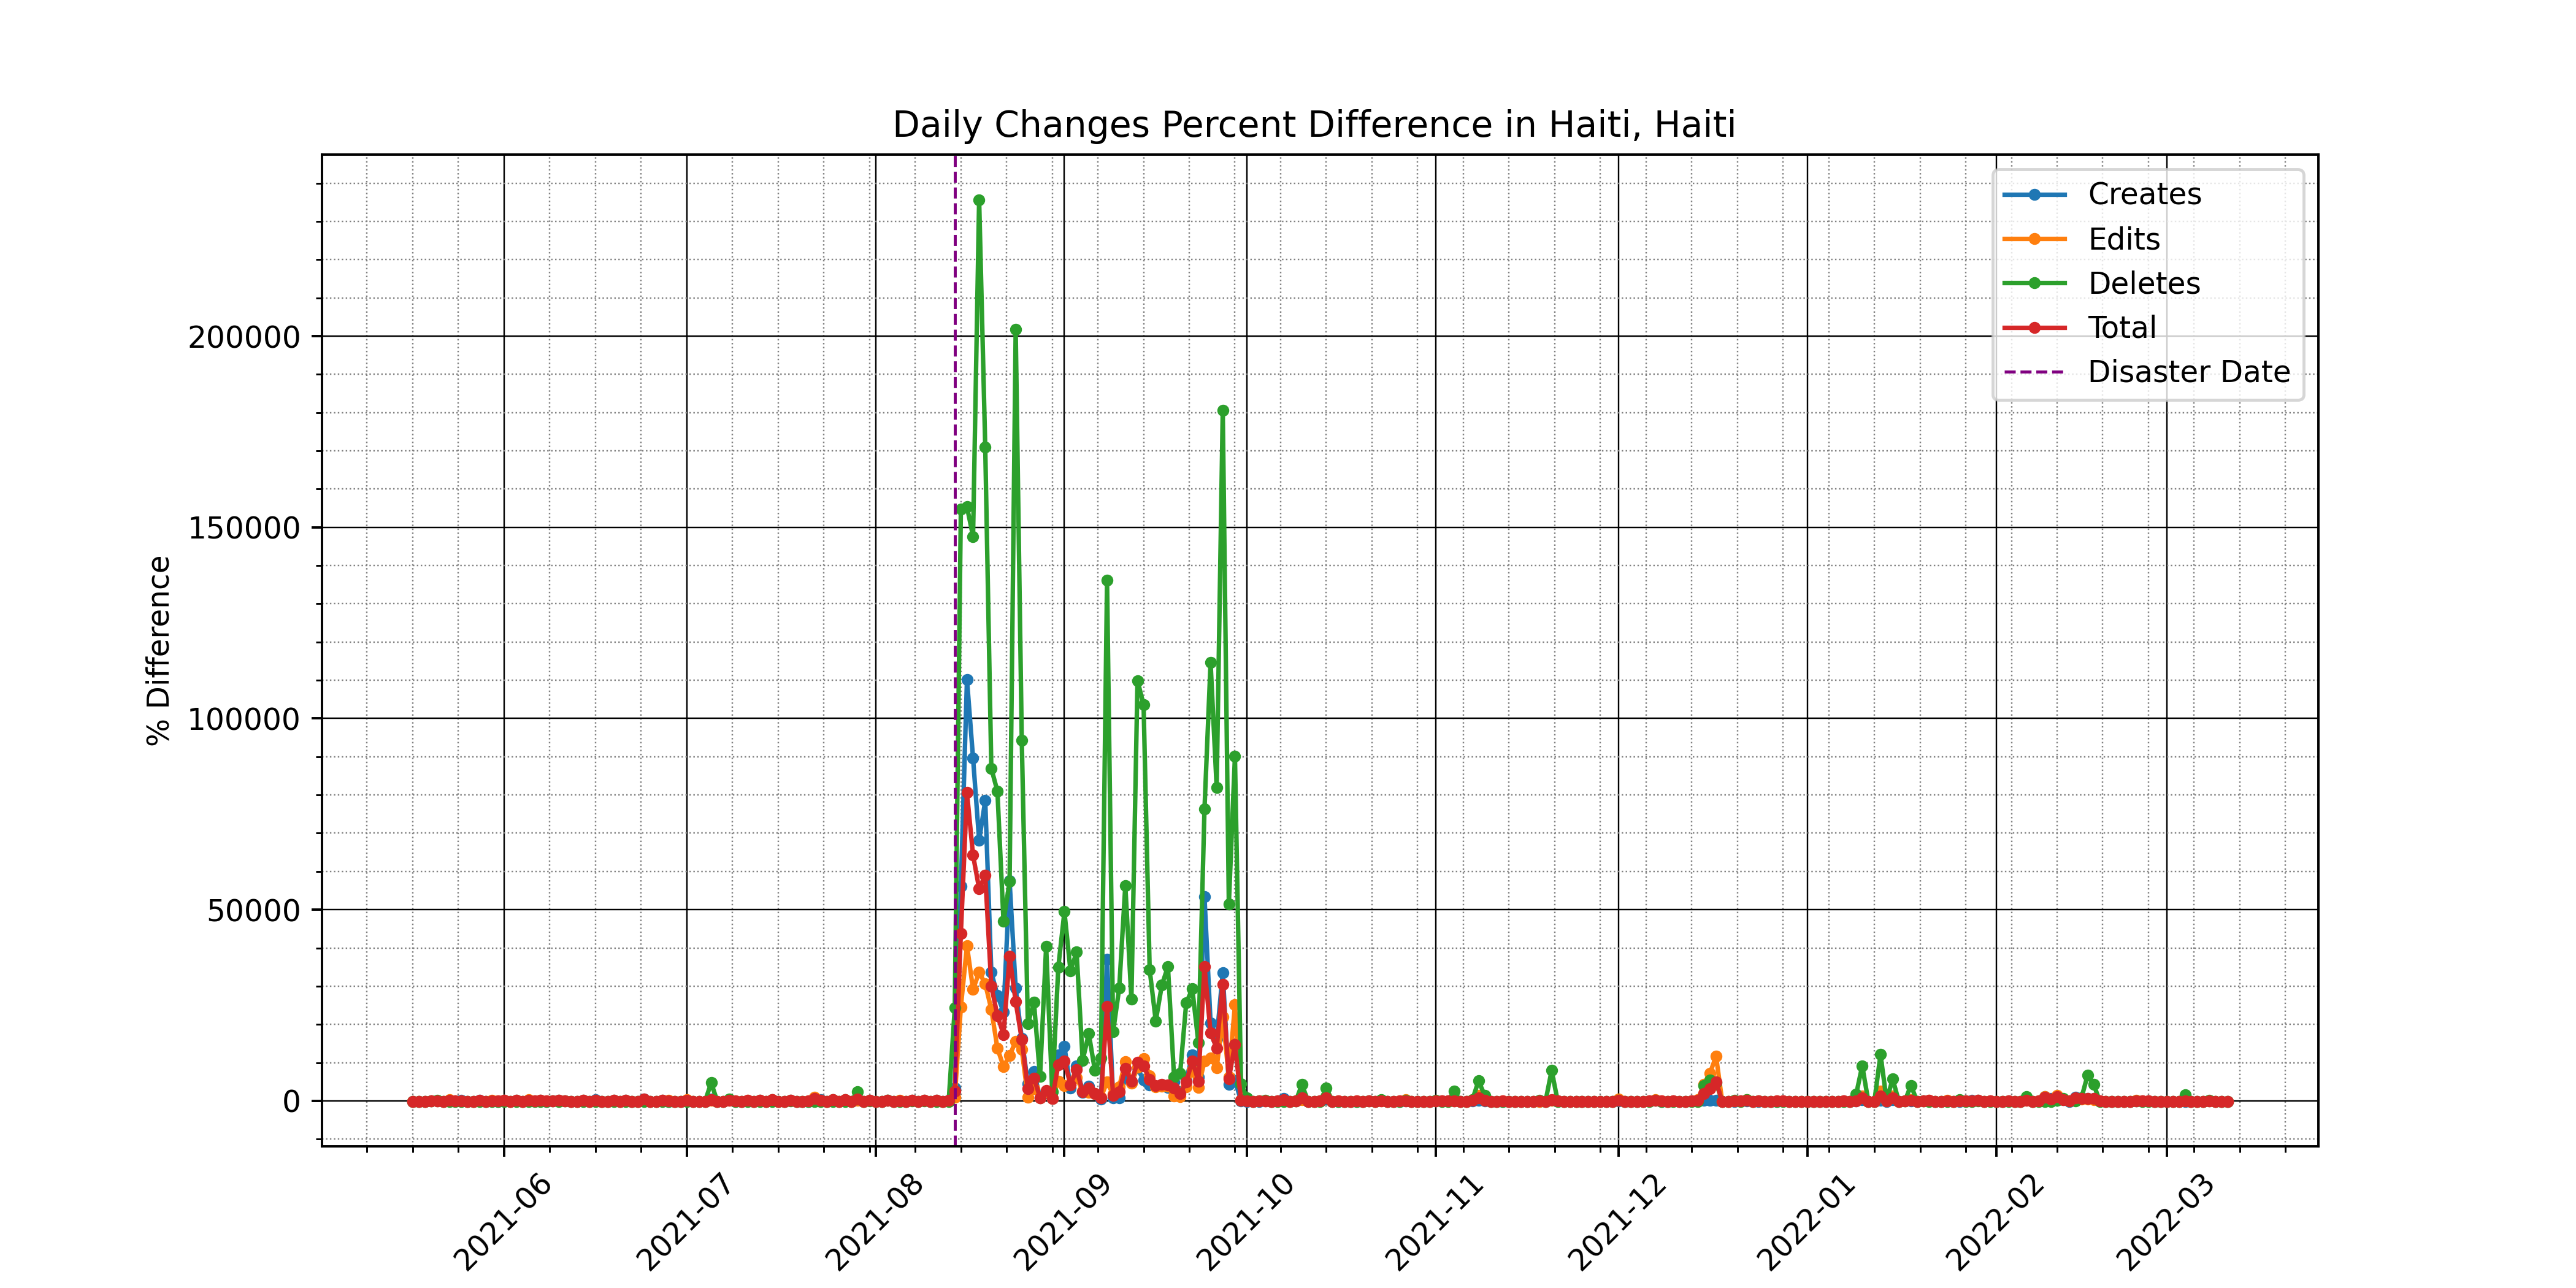 Daily Changes Percent Difference in Haiti, Haiti
% Difference
200000
150000
100000
50000
0
Creates
Edits
Deletes
Total
Disaster Date
2021-06
2021-07
2021-08
2021-09
2021-10
2021-11
2021-12
2022-01
2022-02
2022-03